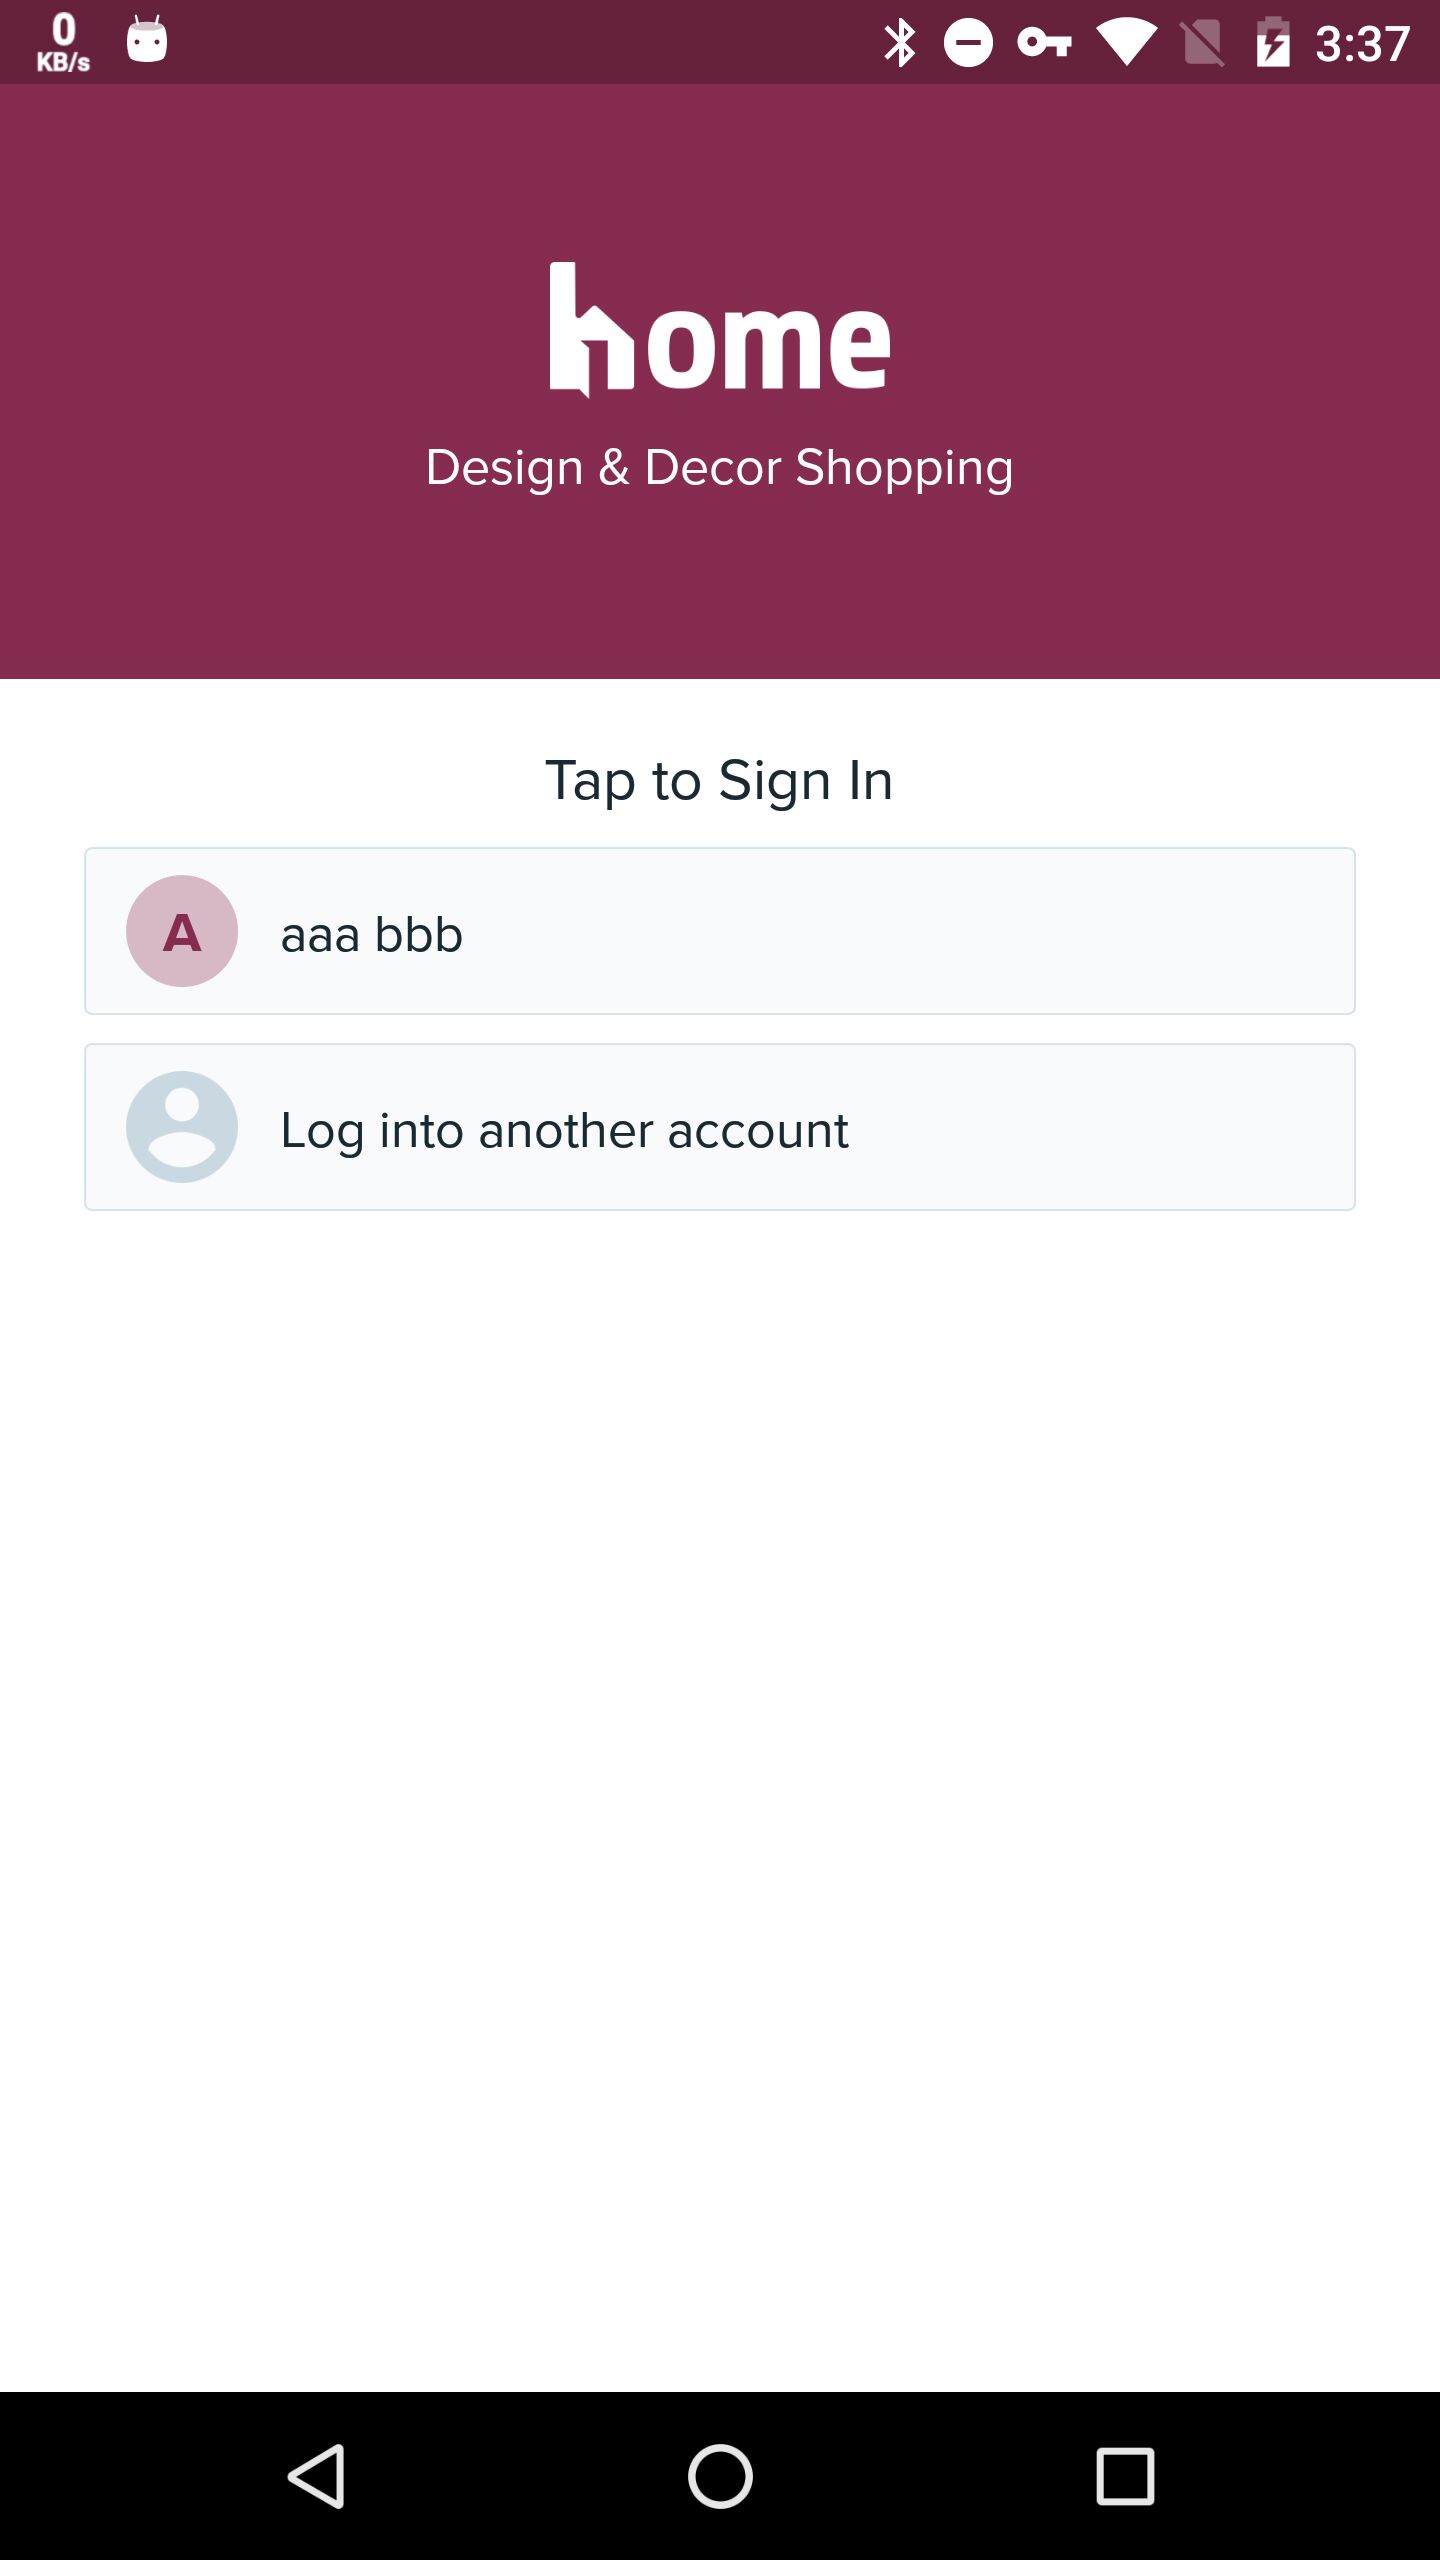 0
KB/s
3:37
home
Design & Decor Shopping
Tap to Sign In
A
aaa bbb
Log into another account